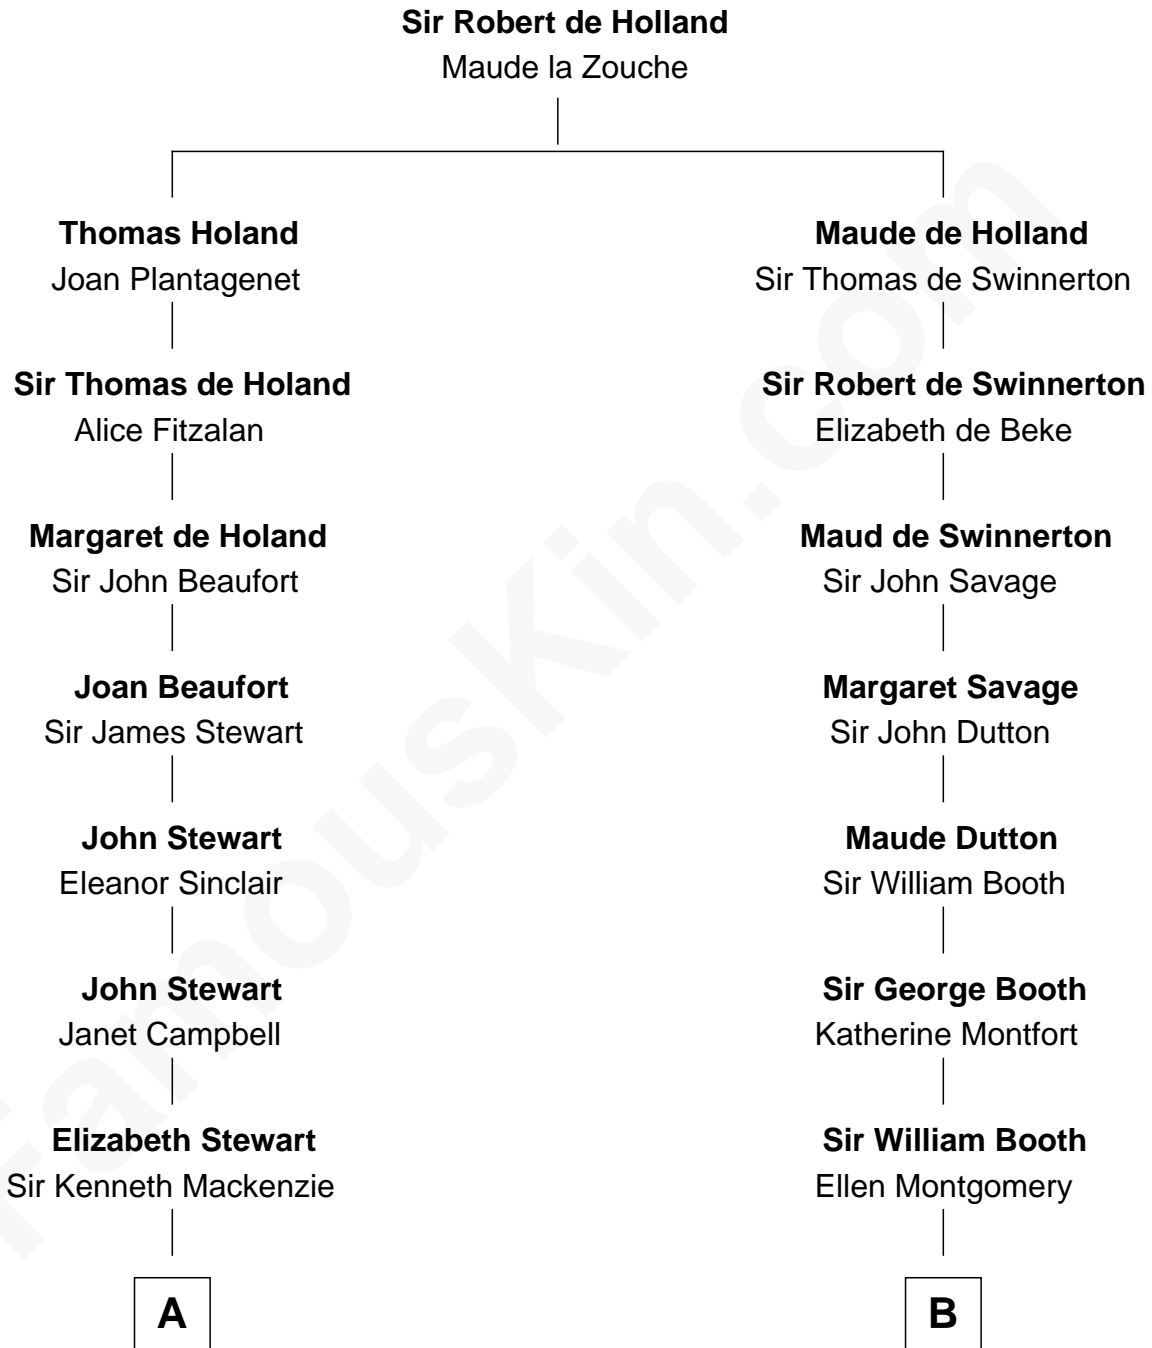 Sir Robert de Holland
Maude la Zouche
Thomas Holand
Joan Plantagenet
Sir Thomas de Holand
Alice Fitzalan
Margaret de Holand
Sir John Beaufort
Joan Beaufort
Sir James Stewart
John Stewart
Eleanor Sinclair
John Stewart
Janet Campbell
Elizabeth Stewart
Sir Kenneth Mackenzie
A
Maude de Holland
Sir Thomas de Swinnerton
Sir Robert de Swinnerton
Elizabeth de Beke
Maud de Swinnerton
Sir John Savage
Margaret Savage
Sir John Dutton
Maude Dutton
Sir William Booth
Sir George Booth
Katherine Montfort
Sir William Booth
Ellen Montgomery
B
FamousKin.com